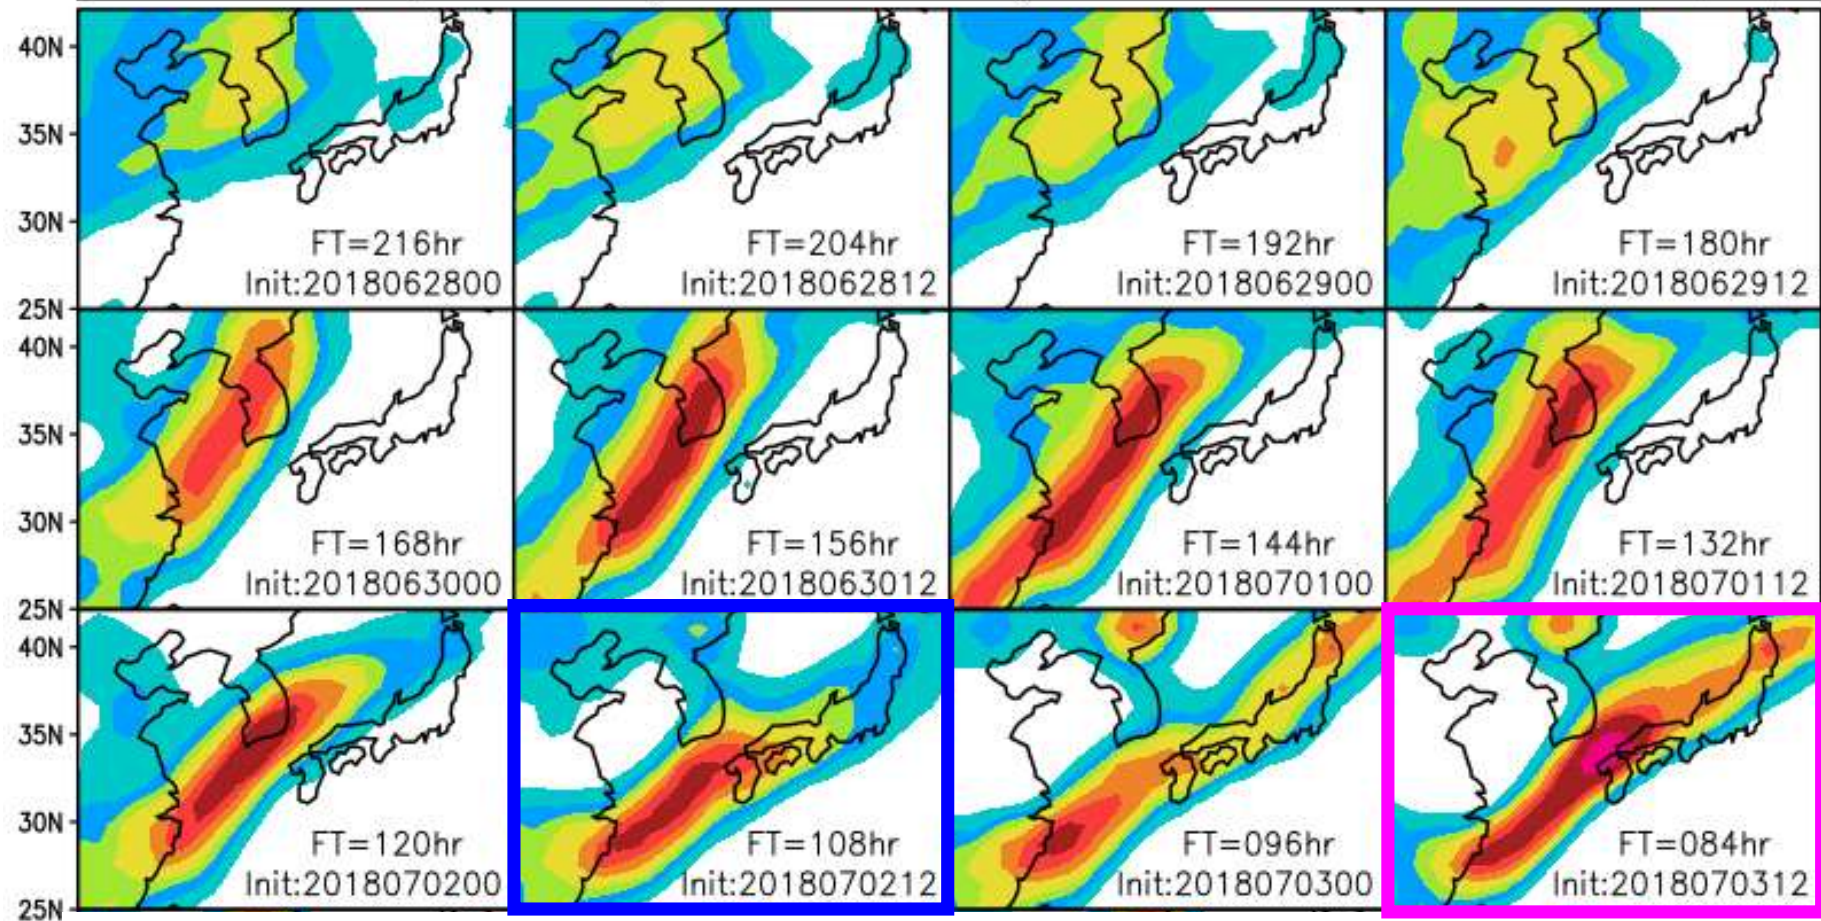 40N
35N
30N
25N
FT=216hr
Init:2018062800
FT=204hr
Init:2018062812
FT=192hr
Init:2018062900
FT=180hr
Init:2018062912
40N
35N
30N
25N
FT=168hr
Init:2018063000
FT=156hr
Init:2018063012
FT=144hr
Init:2018070100
FT=132hr
Init:2018070112
40N
35N
30N
25N
FT=120hr
Init:2018070200
FT=108hr
Init:2018070212
FT=096hr
Init:2018070300
FT=084hr
Init:2018070312